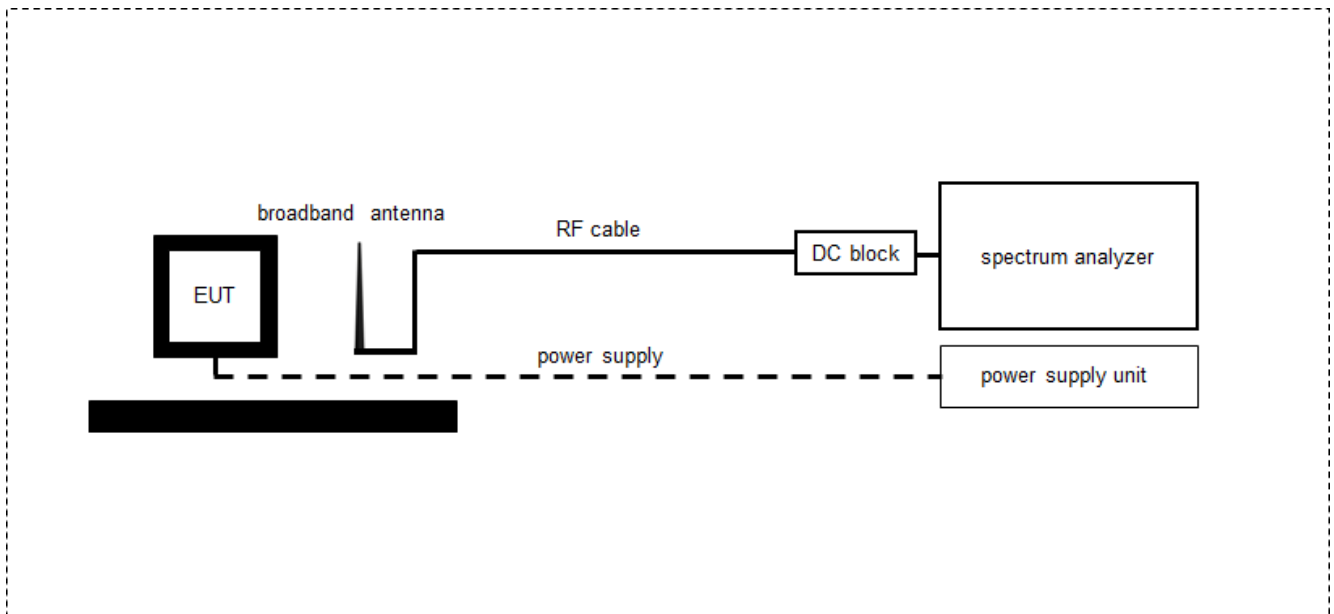 broadband antenna
RF cable
DC block
spectrum analyzer
EUT
power supply
power supply unit